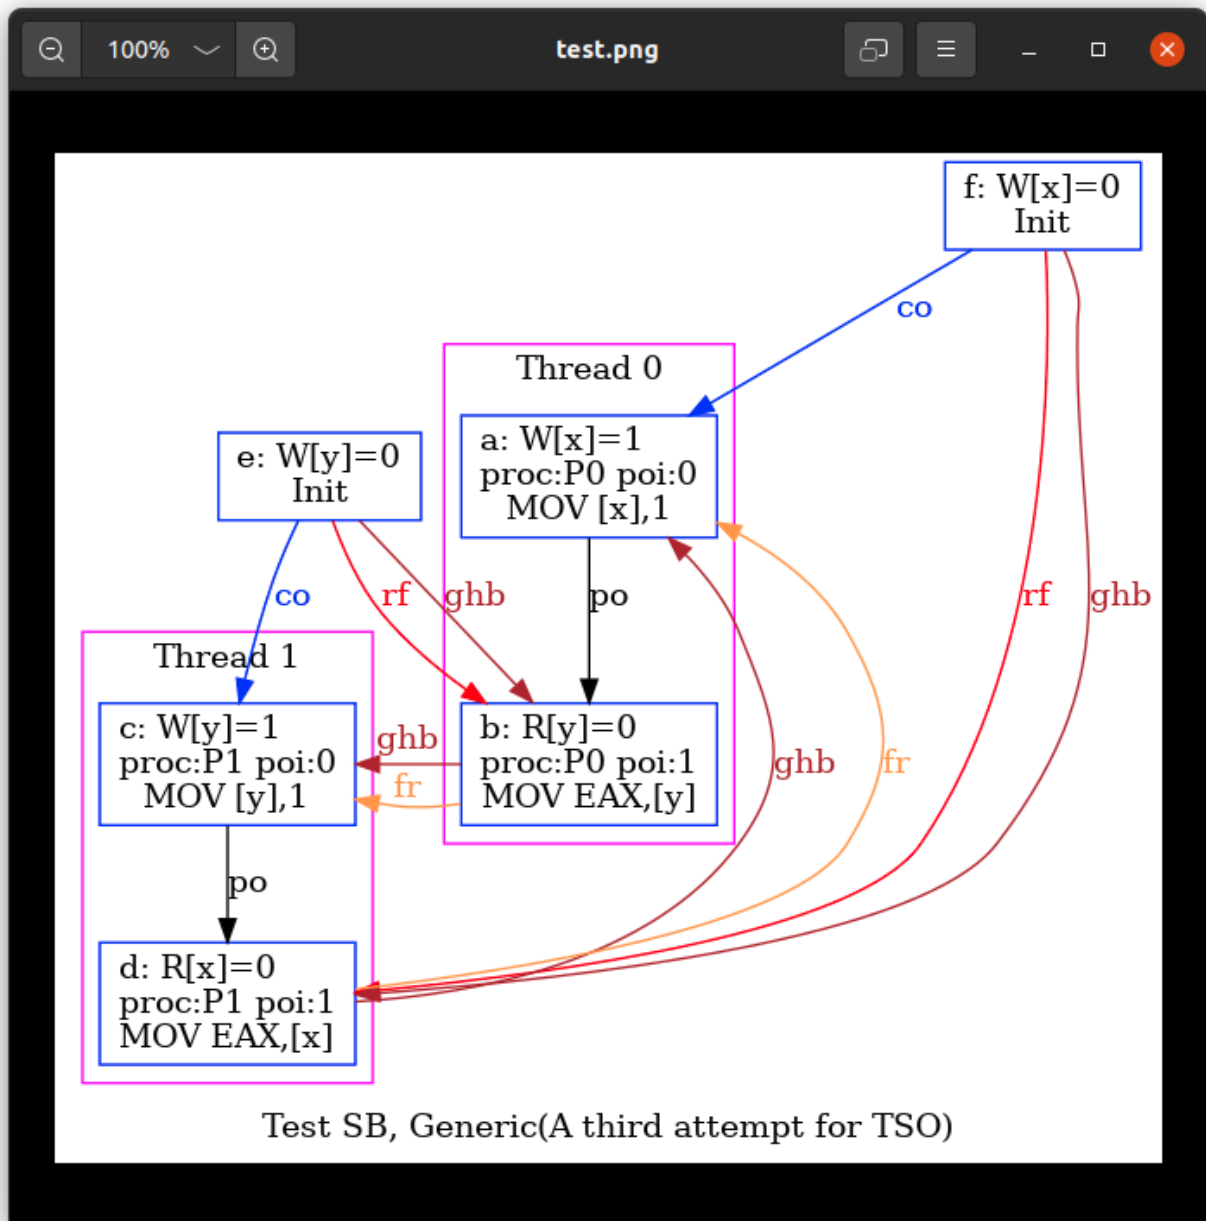 100%
test.png
f: W[x]=0
Init
co
Thread 0
a: W[x]=1
proc:P0 poi:0
MOV [x],1
e: W[y]=0
Init
co
rf
ghb
po
rf
ghb
Thread 1
c: W[y]=1
proc:P1 poi:0
MOV [y],1
ghb
fr
b: R[y]=0
proc:P0 poi:1
MOV EAX,[y]
ghb
fr
po
d: R[x]=0
proc:P1 poi:1
MOV EAX,[x]
Test SB, Generic(A third attempt for TSO)